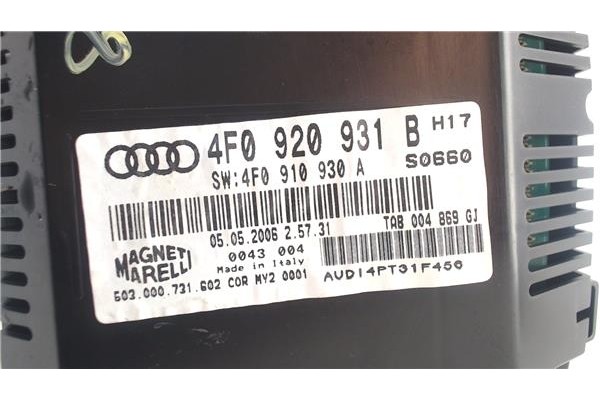 4F0 920 931 B H17
SW:4F0 910 930 A S0660
05.05.2006 2.57.31 TAB 004 869 GJ
MAGNETI MARELLI
0043 004
Made in Italy
603.000.731.602 COR MY2 0001 AUDI4PT31F456